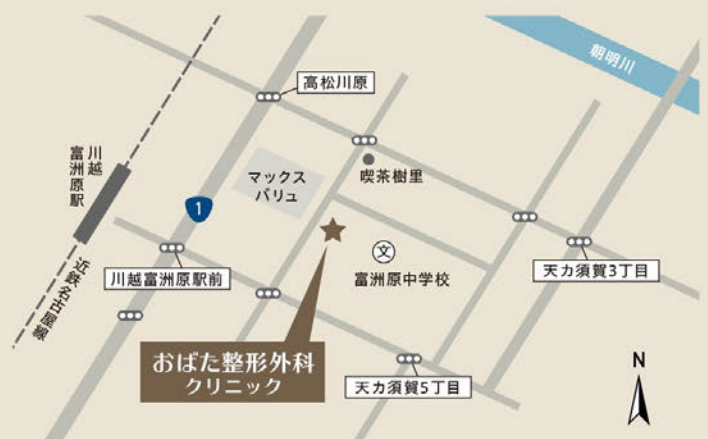 朝明川
高松川原
川越
富洲原駅
マックス
バリュ
喫茶樹里
1
文
富洲原中学校
天カ須賀3丁目
川越富洲原駅前
近鉄名古屋線
おばた整形外科
クリニック
天カ須賀5丁目
N